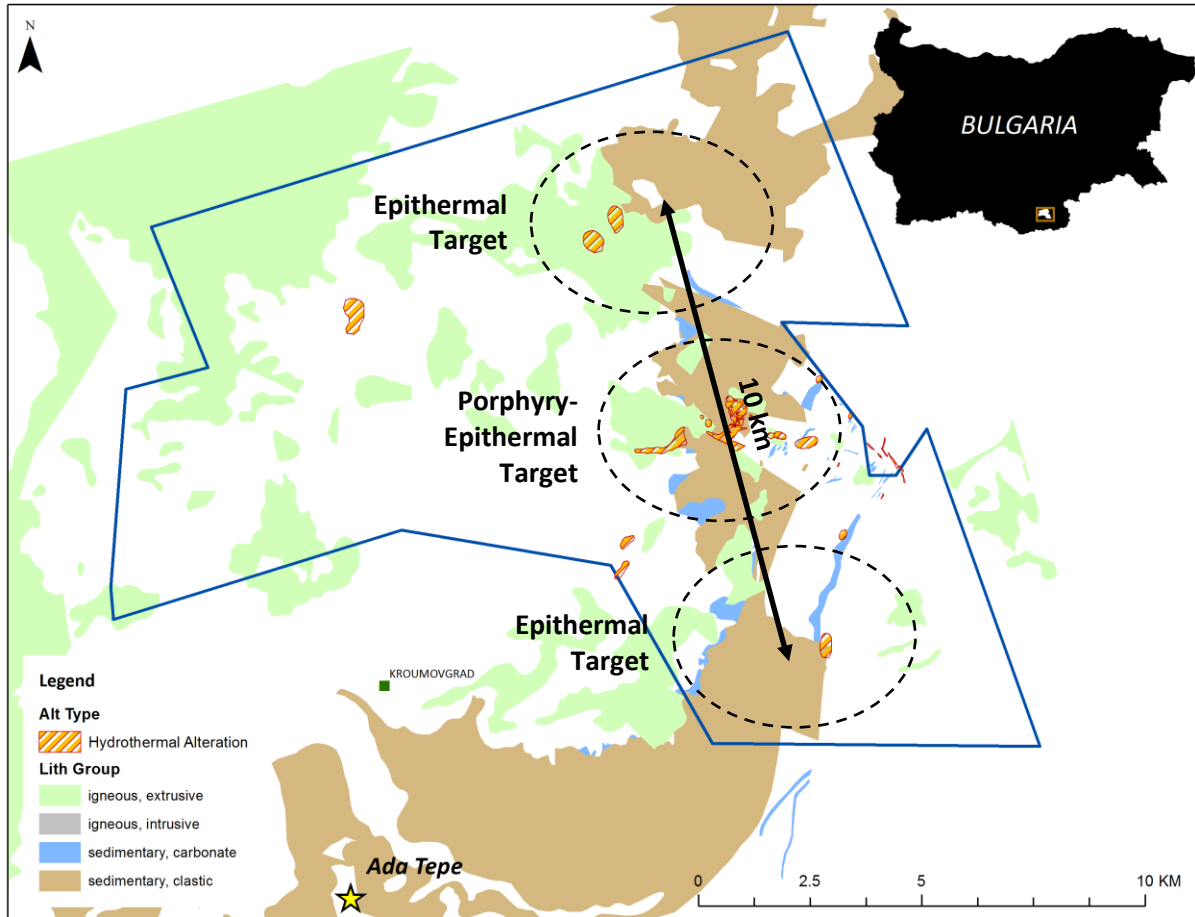 N
BULGARIA
Epithermal
Target
10 km
Porphyry-
Epithermal
Target
Epithermal
Target
KROUMOVGRAD
Legend
Alt Type
Hydrothermal Alteration
Lith Group
igneous, extrusive
igneous, intrusive
sedimentary, carbonate
sedimentary, clastic
Ada Tepe
0 2.5 5 10 KM